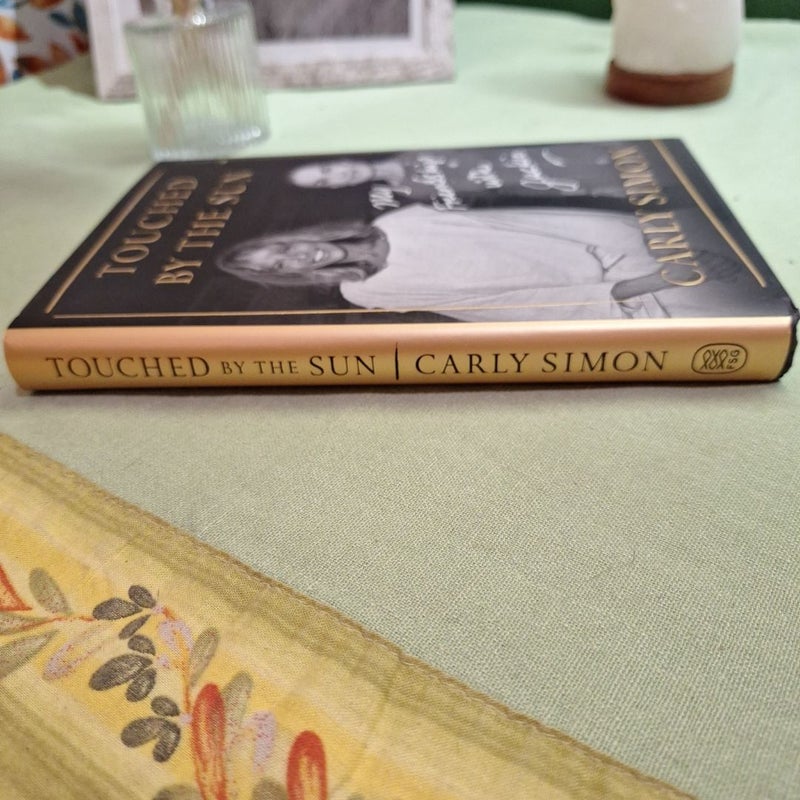 TOUCHED
BY THE SUN
My
Friendship
with
Jackie
CARLY SIMON
TOUCHED BY THE SUN | CARLY SIMON
FSG